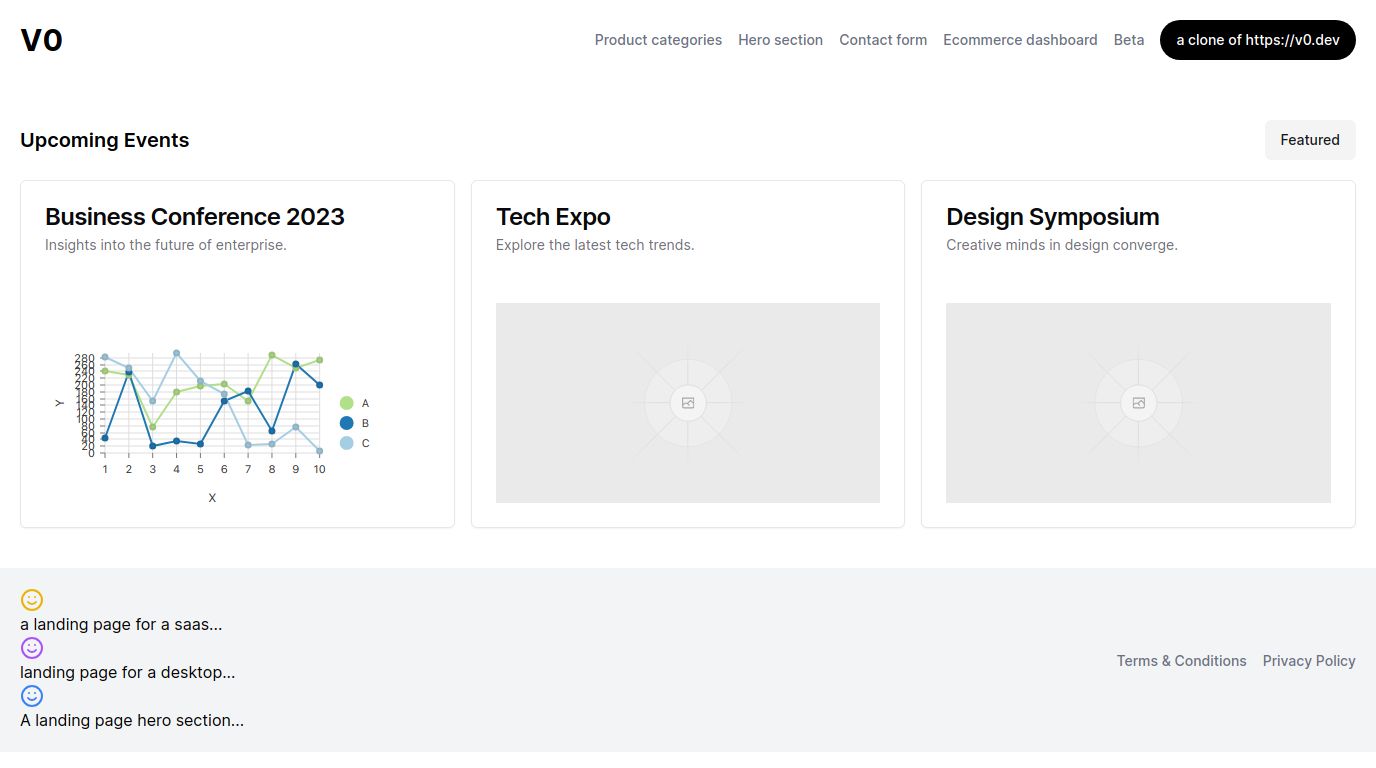 V0
Product categories Hero section Contact form Ecommerce dashboard Beta a clone of https://v0.dev
Upcoming Events
Featured
Business Conference 2023
Insights into the future of enterprise.
280
260
240
220
200
180
160
140
120
100
80
60
40
20
0
Y
1 2 3 4 5 6 7 8 9 10
X
A
B
C
Tech Expo
Explore the latest tech trends.
Design Symposium
Creative minds in design converge.
a landing page for a saas...
landing page for a desktop...
A landing page hero section...
Terms & Conditions Privacy Policy